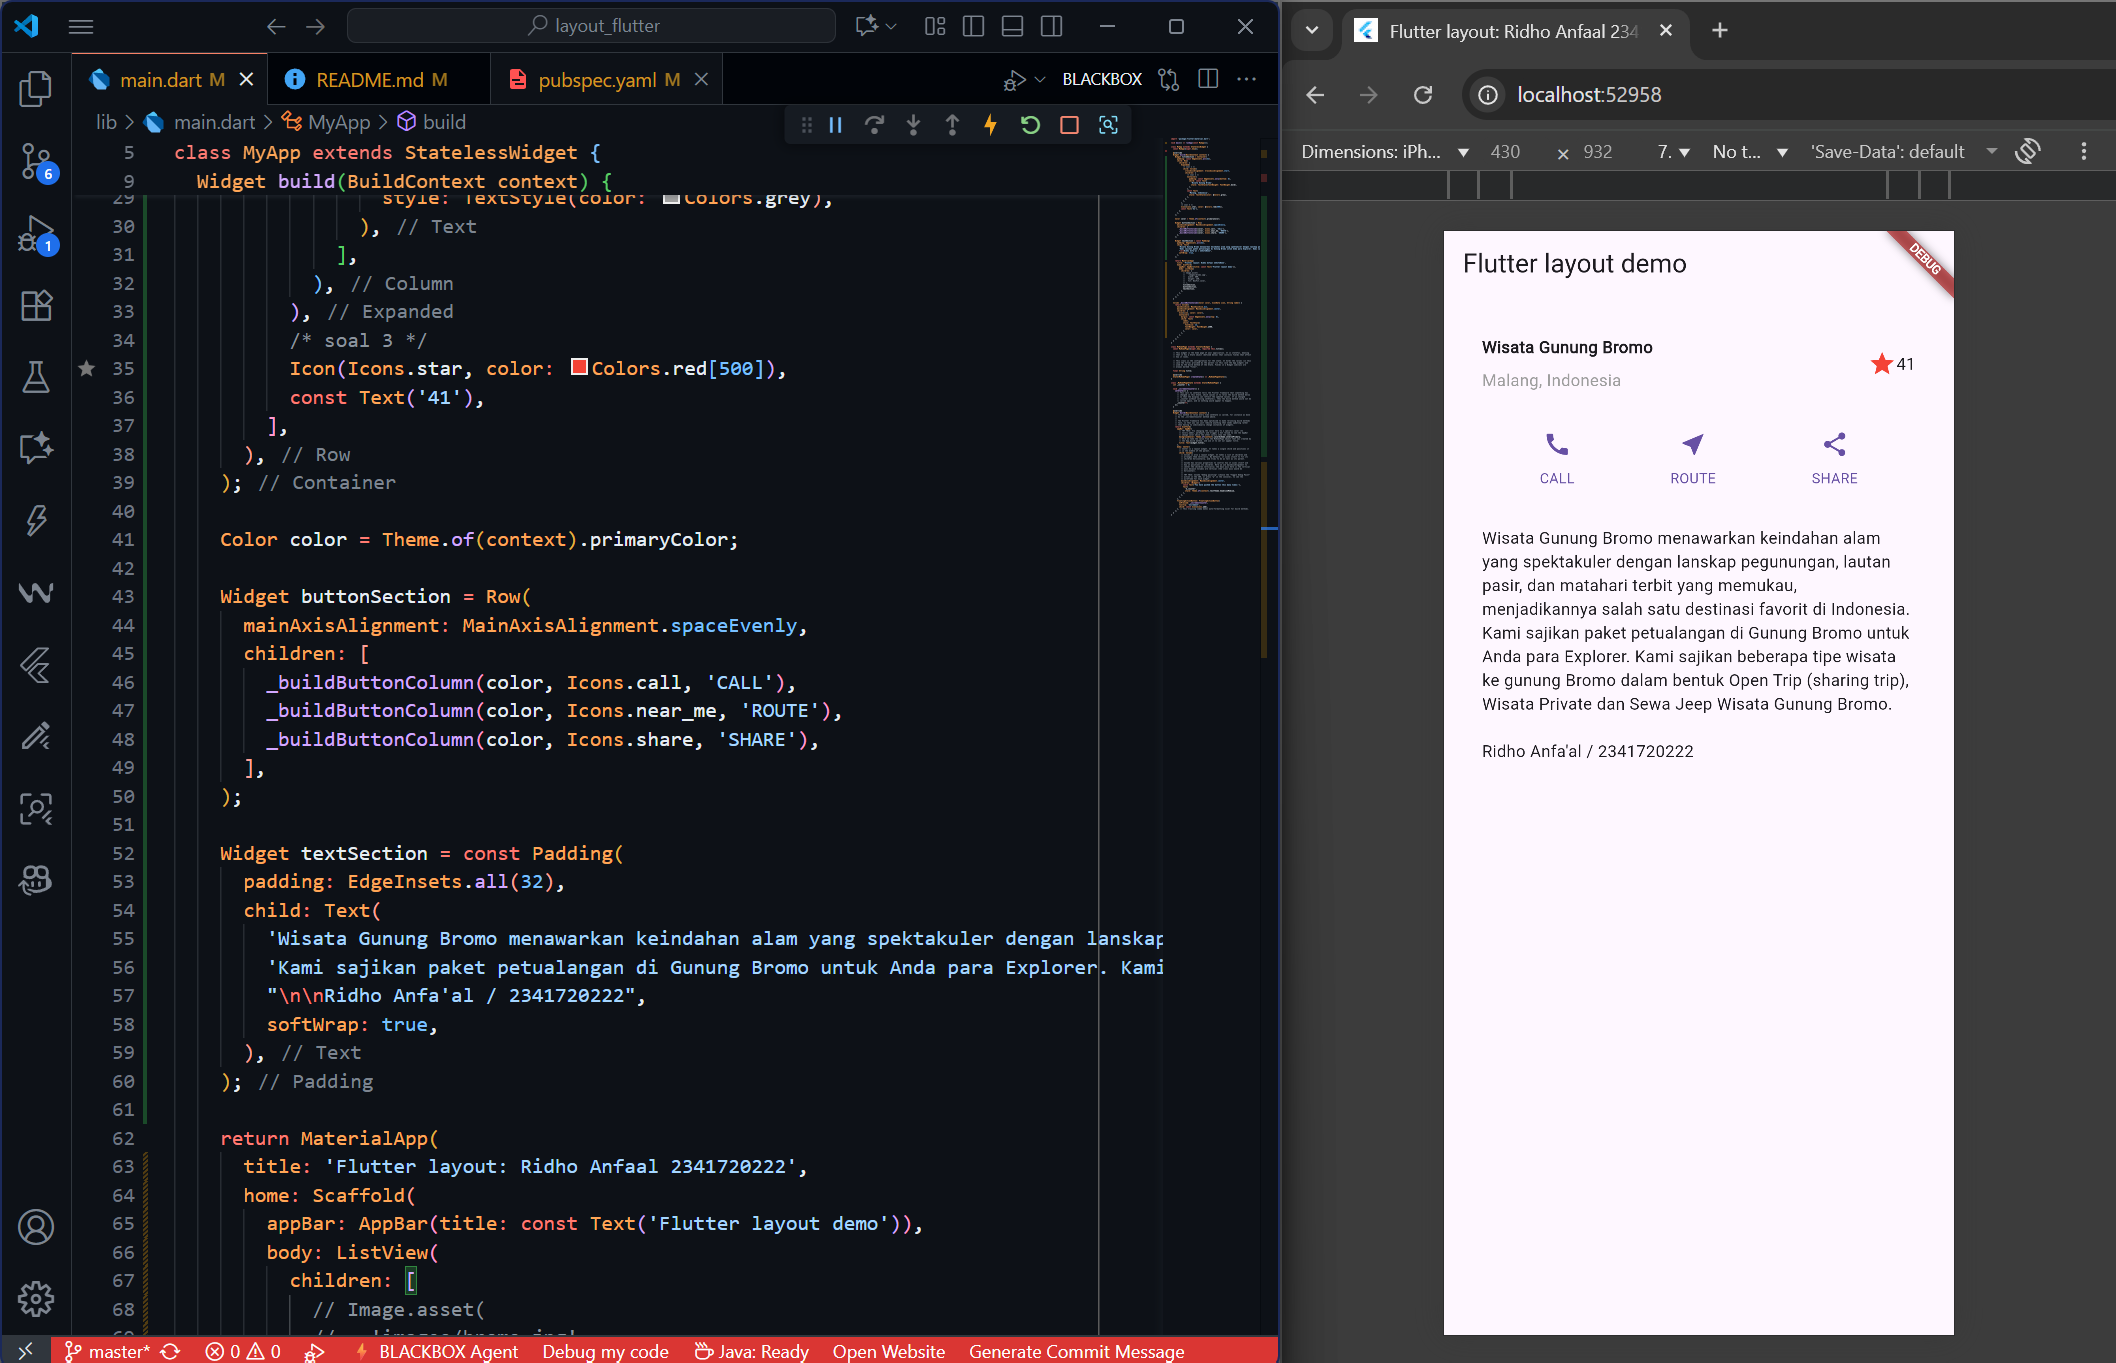 layout_flutter
main.dart M
README.md M
pubspec.yaml M
BLACKBOX
lib > main.dart > MyApp > build
5 class MyApp extends StatelessWidget {
9 Widget build(BuildContext context) {
29 style: TextStyle(color: Colors.grey),
30 ), // Text
31 ],
32 ), // Column
33 ), // Expanded
34 /* soal 3 */
35 Icon(Icons.star, color: Colors.red[500]),
36 const Text('41'),
37 ],
38 ), // Row
39 ); // Container
40
41 Color color = Theme.of(context).primaryColor;
42
43 Widget buttonSection = Row(
44 mainAxisAlignment: MainAxisAlignment.spaceEvenly,
45 children: [
46 _buildButtonColumn(color, Icons.call, 'CALL'),
47 _buildButtonColumn(color, Icons.near_me, 'ROUTE'),
48 _buildButtonColumn(color, Icons.share, 'SHARE'),
49 ],
50 );
51
52 Widget textSection = const Padding(
53 padding: EdgeInsets.all(32),
54 child: Text(
55 'Wisata Gunung Bromo menawarkan keindahan alam yang spektakuler dengan lanskap
56 'Kami sajikan paket petualangan di Gunung Bromo untuk Anda para Explorer. Kami
57 "\n\nRidho Anfa'al / 2341720222",
58 softWrap: true,
59 ), // Text
60 ); // Padding
61
62 return MaterialApp(
63 title: 'Flutter layout: Ridho Anfaal 2341720222',
64 home: Scaffold(
65 appBar: AppBar(title: const Text('Flutter layout demo')),
66 body: ListView(
67 children: [
68 // Image.asset(
6
1
master* 0 0 BLACKBOX Agent Debug my code Java: Ready Open Website Generate Commit Message
Flutter layout: Ridho Anfaal 234
localhost:52958
Dimensions: iPh... 430 × 932 7. No t... 'Save-Data': default
DEBUG
Flutter layout demo
Wisata Gunung Bromo
41
Malang, Indonesia
CALL ROUTE SHARE
Wisata Gunung Bromo menawarkan keindahan alam
yang spektakuler dengan lanskap pegunungan, lautan
pasir, dan matahari terbit yang memukau,
menjadikannya salah satu destinasi favorit di Indonesia.
Kami sajikan paket petualangan di Gunung Bromo untuk
Anda para Explorer. Kami sajikan beberapa tipe wisata
ke gunung Bromo dalam bentuk Open Trip (sharing trip),
Wisata Private dan Sewa Jeep Wisata Gunung Bromo.
Ridho Anfa'al / 2341720222